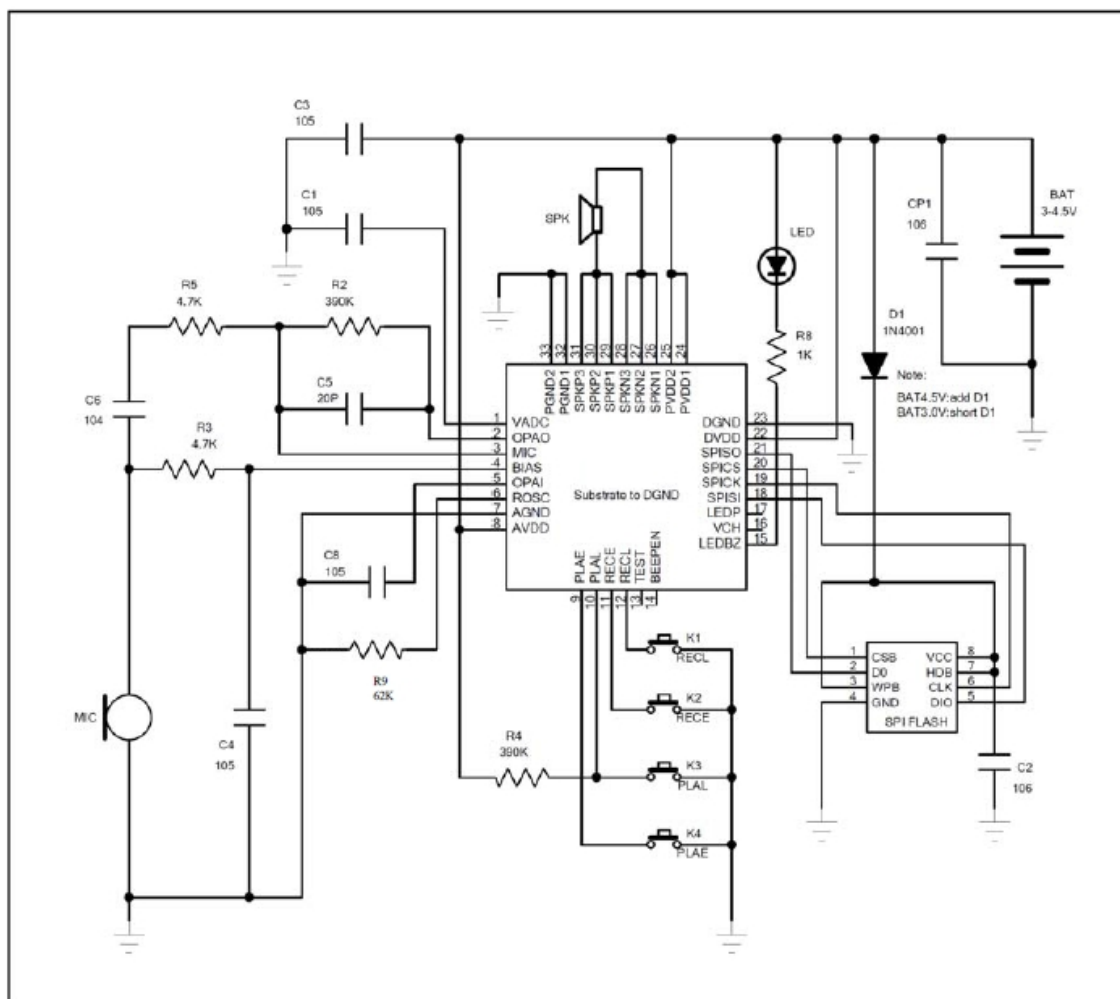 C3
105
C1
105
SPK
LED
CP1
106
BAT
3-4.5V
R5
4.7K
R2
390K
C5
20P
C6
104
R3
4.7K
R8
1K
D1
1N4001
Note:
BAT4.5V:add D1
BAT3.0V:short D1
33 32 31 30 29 28 27 26 25 24
PGND2 PGND1 SPKP3 SPKP2 SPKP1 SPKN3 SPKN2 SPKN1 PVDD2 PVDD1
1 VADC
2 OPAO
3 MIC
4 BIAS
5 OPAI
6 ROSC
7 AGND
8 AVDD
Substrate to DGND
DGND 23
DVDD 22
SPISO 21
SPICS 20
SPICK 19
SPISI 18
LEDP 17
VCH 16
LEDBZ 15
PLAE PLAL RECE RECL TEST BEEPEN
9 10 11 12 13 14
C8
105
R9
62K
MIC
C4
105
R4
390K
K1
RECL
K2
RECE
K3
PLAL
K4
PLAE
1 CSB VCC 8
2 D0 HDB 7
3 WPB CLK 6
4 GND DIO 5
SPI FLASH
C2
106